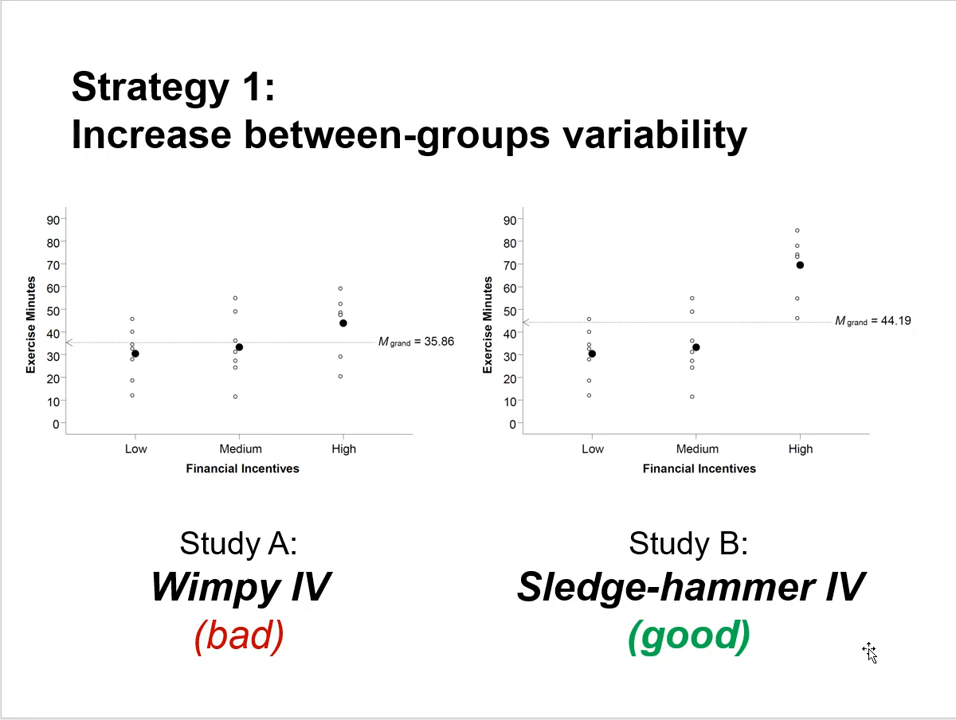 Strategy 1:
Increase between-groups variability
90
80
70
60
50
40
30
20
10
0
Exercise Minutes
M grand = 35.86
Low Medium High
Financial Incentives
90
80
70
60
50
40
30
20
10
0
Exercise Minutes
M grand = 44.19
Low Medium High
Financial Incentives
Study A:
Wimpy IV
(bad)
Study B:
Sledge-hammer IV
(good)